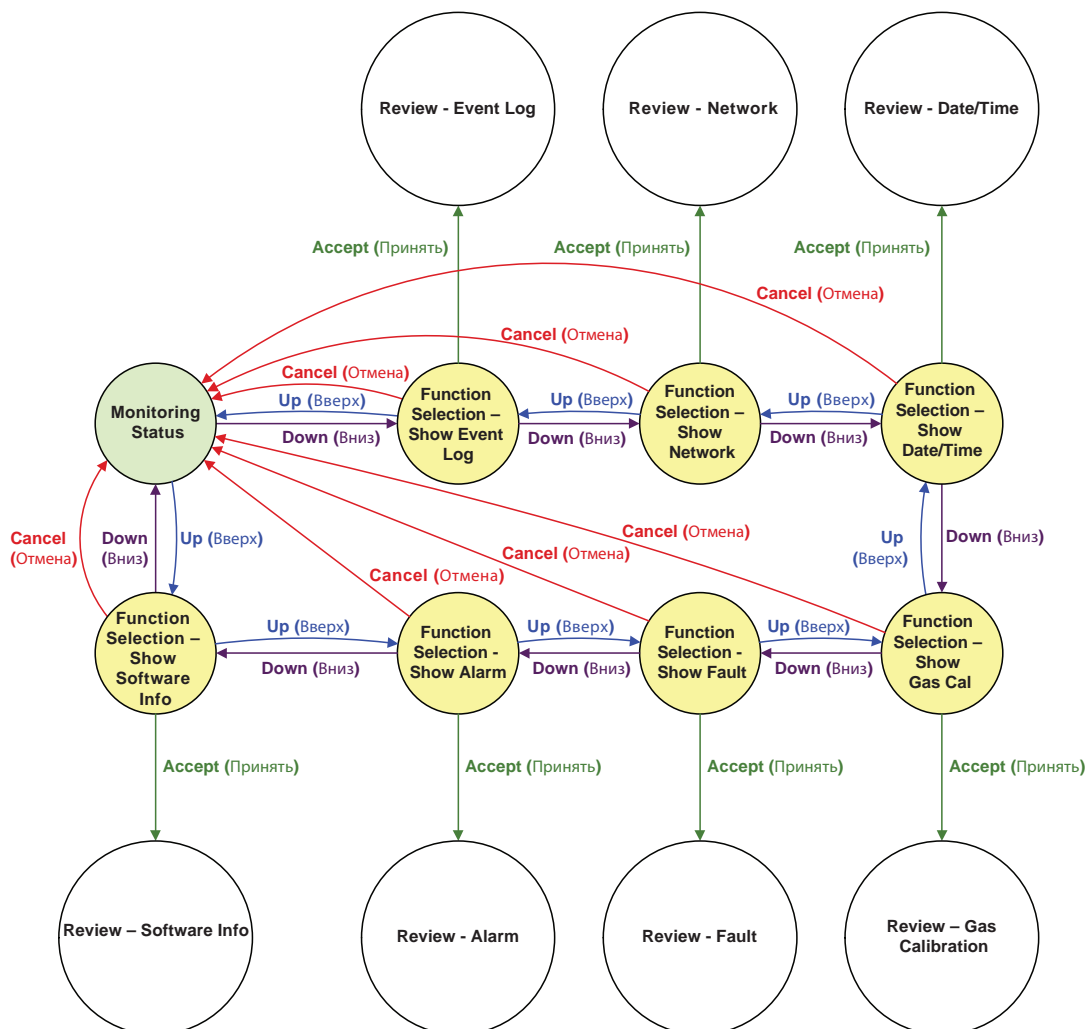 Review - Event Log
Review - Network
Review - Date/Time
Accept (Принять)
Accept (Принять)
Accept (Принять)
Cancel (Отмена)
Cancel (Отмена)
Cancel (Отмена)
Monitoring
Status
Up (Вверх)
Down (Вниз)
Function
Selection –
Show Event
Log
Up (Вверх)
Down (Вниз)
Function
Selection –
Show
Network
Up (Вверх)
Down (Вниз)
Function
Selection –
Show
Date/Time
Cancel
(Отмена)
Down
(Вниз)
Up (Вверх)
Cancel (Отмена)
Cancel (Отмена)
Cancel (Отмена)
Up
(Вверх)
Down (Вниз)
Function
Selection –
Show
Software
Info
Up (Вверх)
Down (Вниз)
Function
Selection -
Show Alarm
Up (Вверх)
Down (Вниз)
Function
Selection -
Show Fault
Up (Вверх)
Down (Вниз)
Function
Selection –
Show
Gas Cal
Accept (Принять)
Accept (Принять)
Accept (Принять)
Accept (Принять)
Review – Software Info
Review - Alarm
Review - Fault
Review – Gas
Calibration